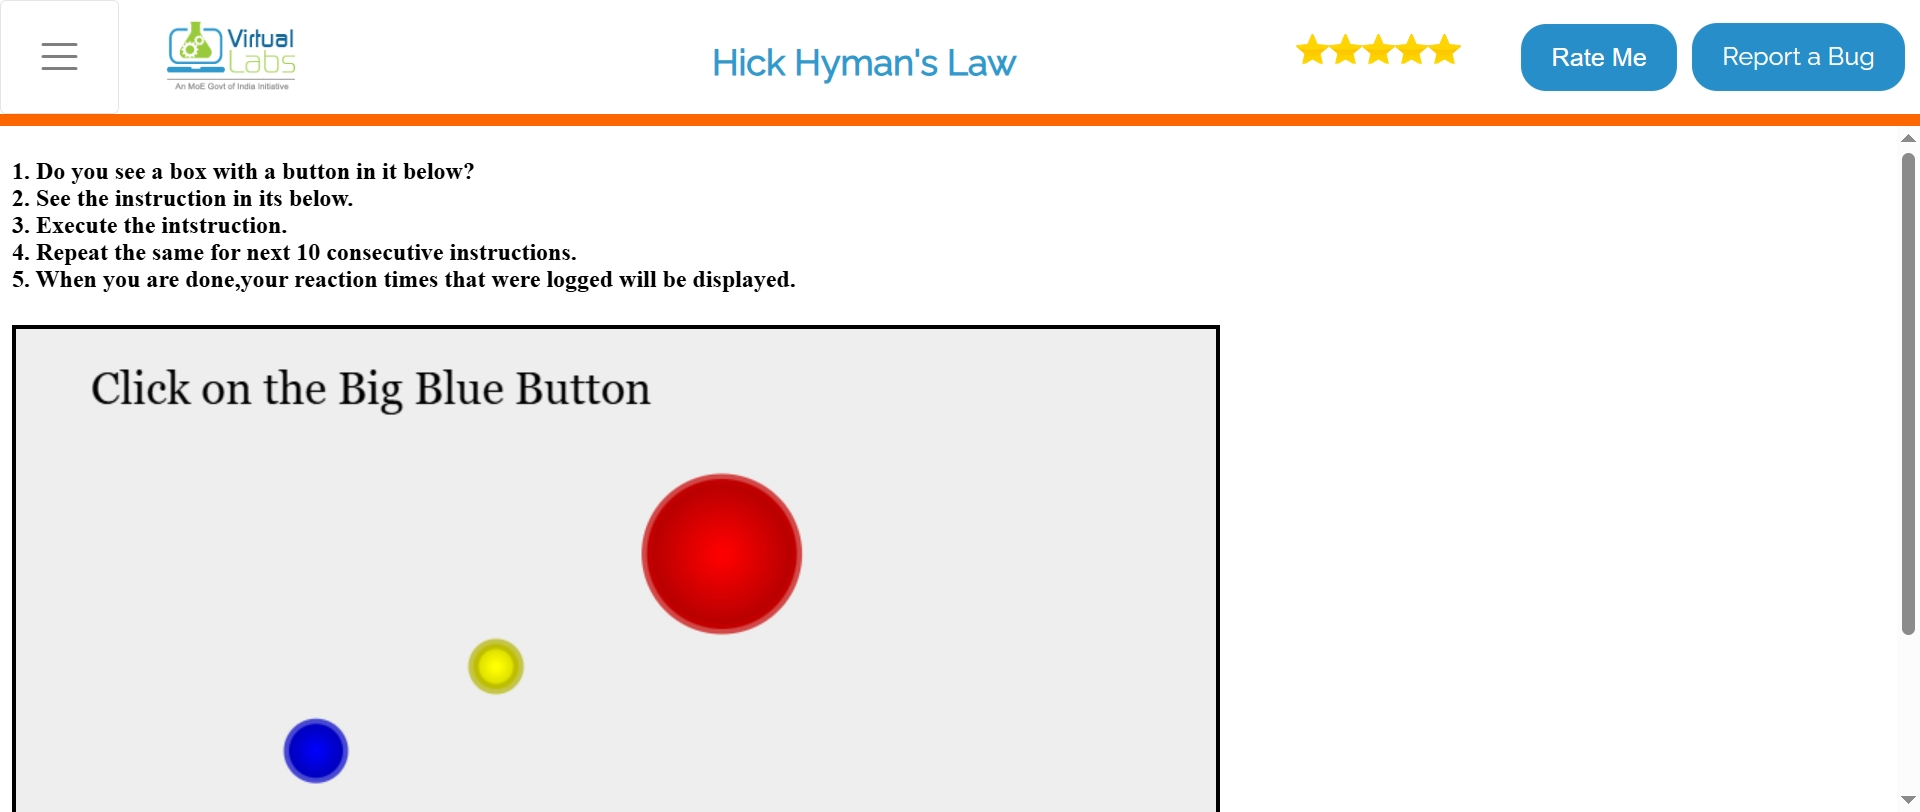 Virtual
Labs
An MoE Govt of India Initiative
Hick Hyman's Law
Rate Me
Report a Bug
1. Do you see a box with a button in it below?
2. See the instruction in its below.
3. Execute the intstruction.
4. Repeat the same for next 10 consecutive instructions.
5. When you are done,your reaction times that were logged will be displayed.
Click on the Big Blue Button